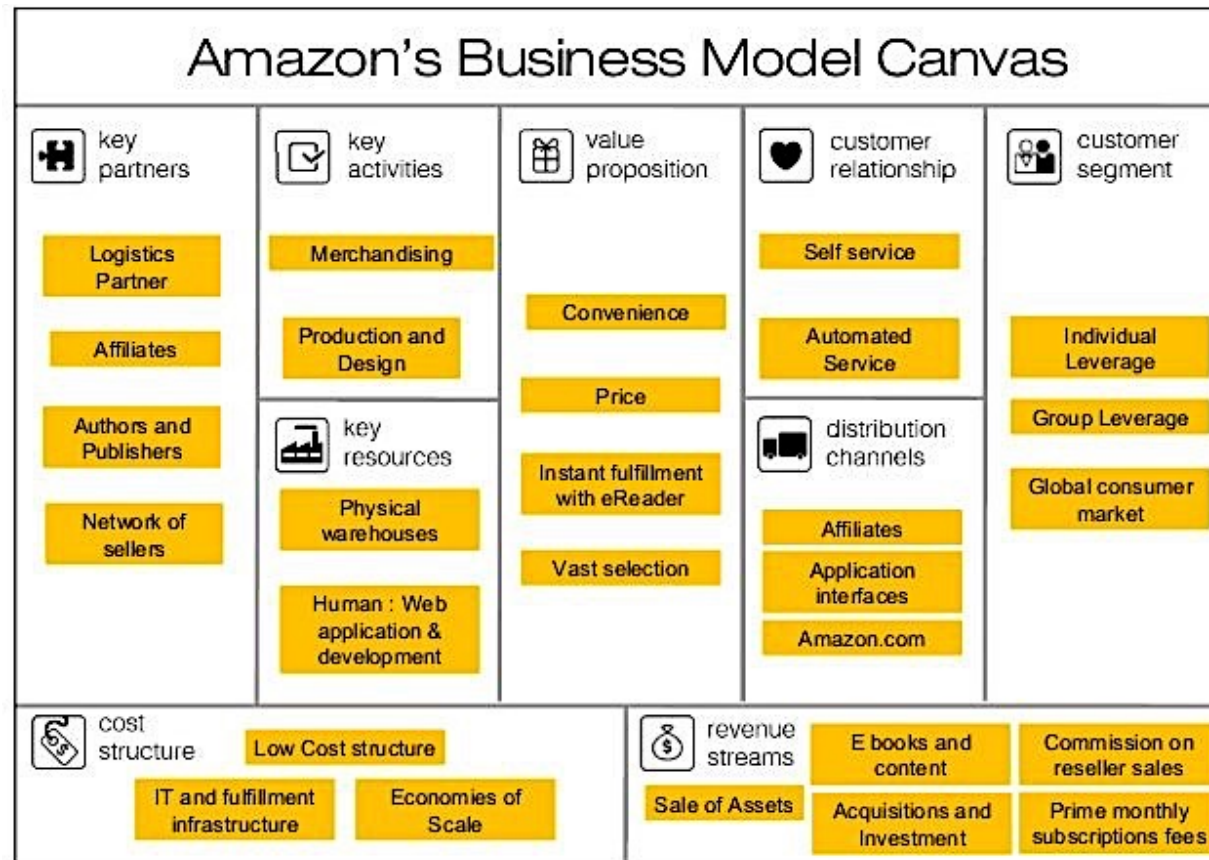 Amazon's Business Model Canvas
key
partners
Logistics
Partner
Affiliates
Authors and
Publishers
Network of
sellers
key
activities
Merchandising
Production and
Design
key
resources
Physical
warehouses
Human : Web
application &
development
value
proposition
Convenience
Price
Instant fulfillment
with eReader
Vast selection
customer
relationship
Self service
Automated
Service
distribution
channels
Affiliates
Application
interfaces
Amazon.com
customer
segment
Individual
Leverage
Group Leverage
Global consumer
market
cost
structure
Low Cost structure
IT and fulfillment
infrastructure
Economies of
Scale
revenue
streams
Sale of Assets
E books and
content
Acquisitions and
Investment
Commission on
reseller sales
Prime monthly
subscriptions fees